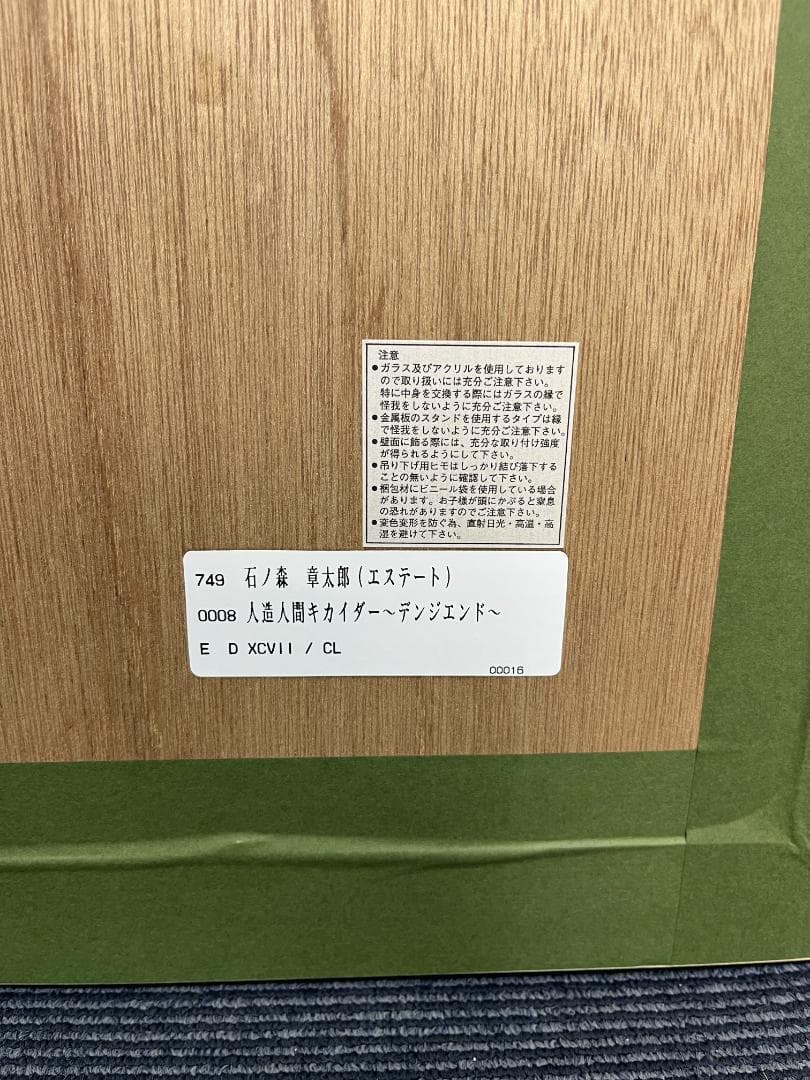 注意
●ガラス及びアクリルを使用しております
ので取り扱いには充分ご注意下さい。
特に中身を交換する際にはガラスの縁で
怪我をしないように充分ご注意下さい。
●金属板のスタンドを使用するタイプは縁
で怪我をしないように充分ご注意下さい。
●壁面に飾る際には、充分な取り付け強度
が得られるようにして下さい。
●吊り下げ用ヒモはしっかり結び落下する
ことの無いように確認して下さい。
●梱包材にビニール袋を使用している場合
があります。お子様が頭にかぶると窒息
の恐れがありますのでご注意下さい。
●変色変形を防ぐ為、直射日光・高温・高
湿を避けて下さい。
749 石ノ森 章太郎(エステート)
0008 人造人間キカイダー～デンジエンド～
E D XCVII / CL
00016